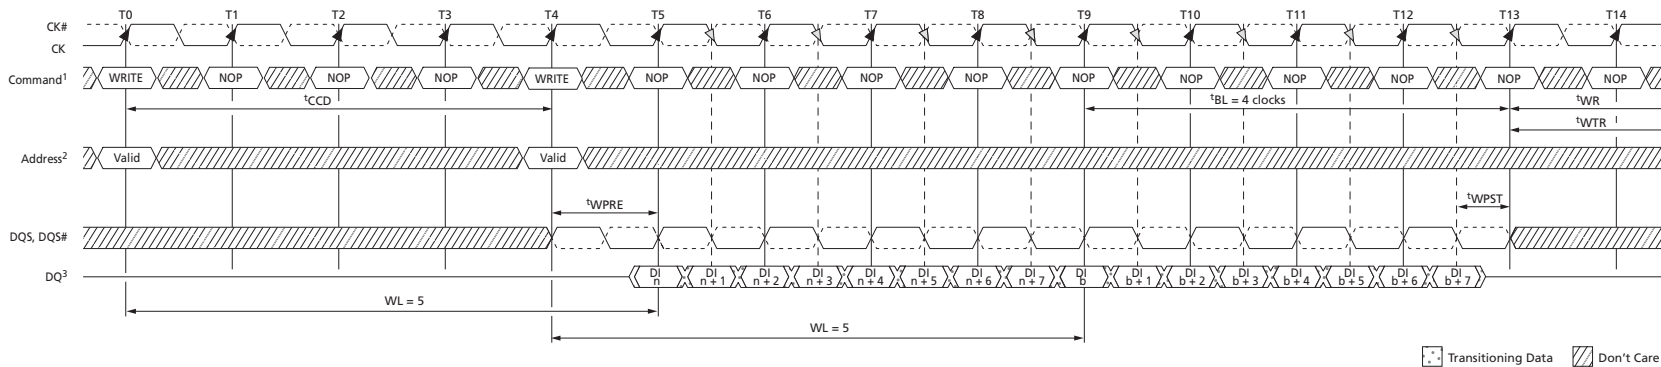 T0 T1 T2 T3 T4 T5 T6 T7 T8 T9 T10 T11 T12 T13 T14
CK#
CK
Command1 WRITE NOP NOP NOP WRITE NOP NOP NOP NOP NOP NOP NOP NOP NOP NOP
tCCD tBL = 4 clocks tWR
tWTR
Address2 Valid Valid
tWPRE tWPST
DQS, DQS#
DQ3 DI n DI n + 1 DI n + 2 DI n + 3 DI n + 4 DI n + 5 DI n + 6 DI n + 7 DI b DI b + 1 DI b + 2 DI b + 3 DI b + 4 DI b + 5 DI b + 6 DI b + 7
WL = 5
WL = 5
Transitioning Data Don't Care